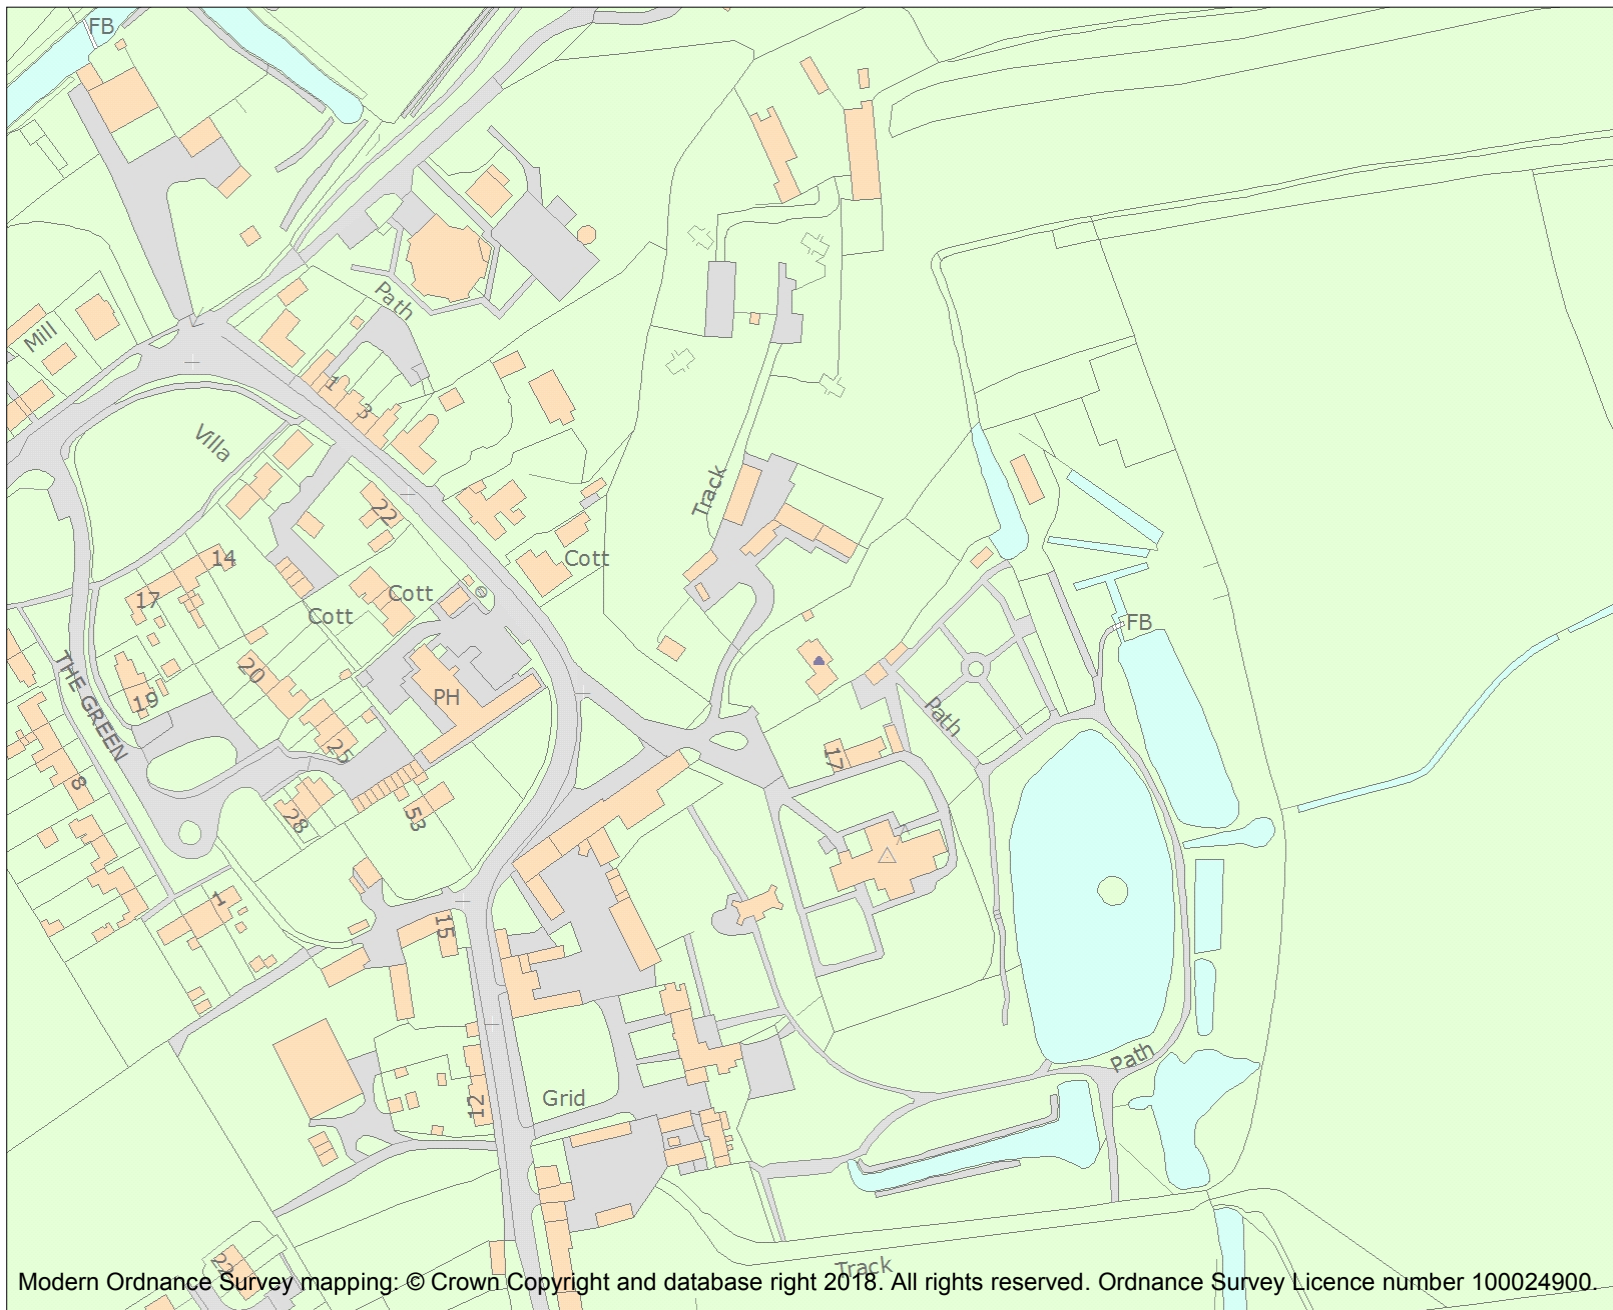 FB
Path
Mill
1
3
Villa
22
Track
14
Cott
Cott
17
Cott
FB
THE GREEN
20
19
PH
25
Path
17
8
28
53
1
15
Path
Grid
12
23
Track
Modern Ordnance Survey mapping: © Crown Copyright and database right 2018. All rights reserved. Ordnance Survey Licence number 100024900.